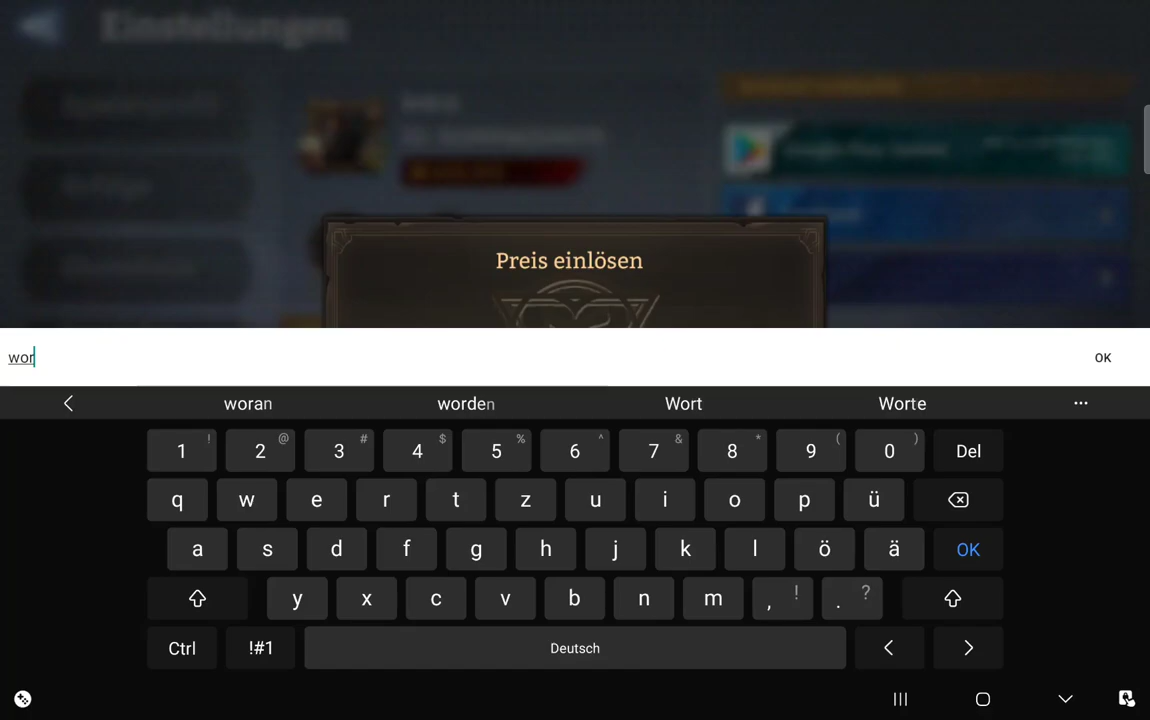 Einstellungen
Preis einlösen
wor
OK
woran worden Wort Worte ...
1 ! 2 @ 3 # 4 $ 5 % 6 ^ 7 & 8 * 9 ( 0 ) Del
q w e r t z u i o p ü
a s d f g h j k l ö ä OK
y x c v b n m , ! . ?
Ctrl !#1 Deutsch < >